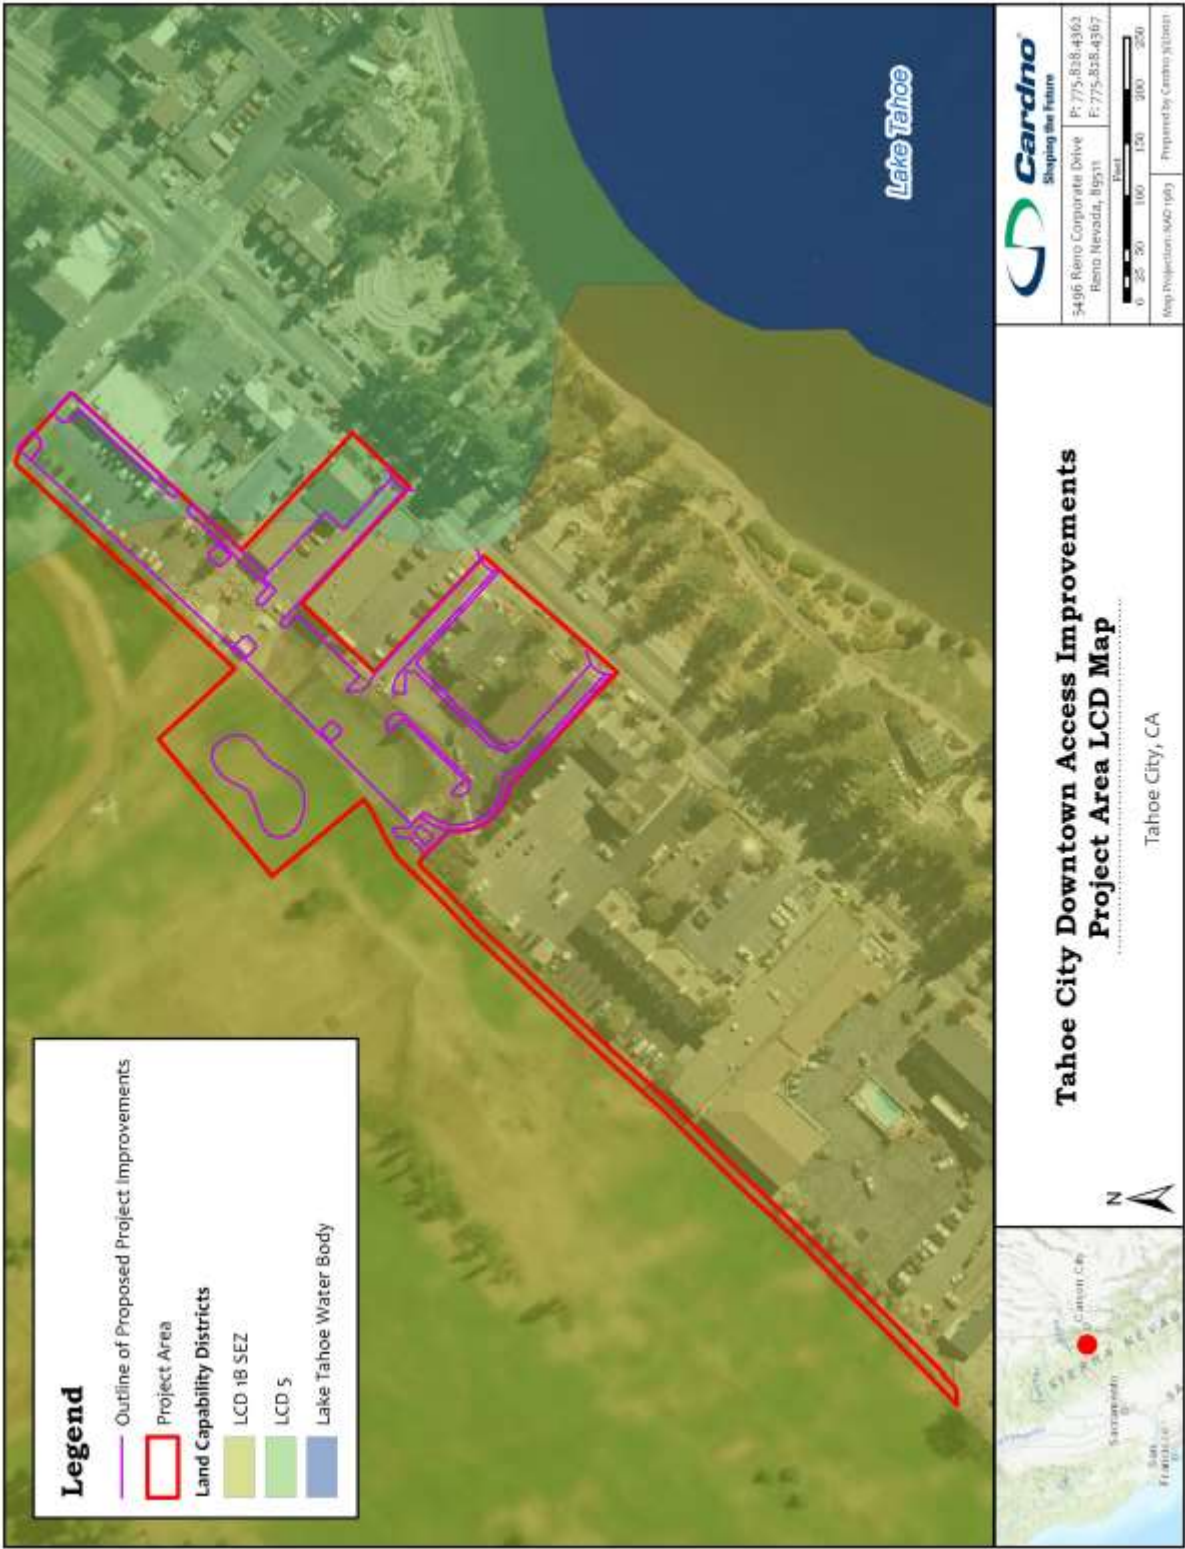 Legend
Outline of Proposed Project Improvements
Project Area
Land Capability Districts
LCD 1B SEZ
LCD 5
Lake Tahoe Water Body
Lake Tahoe
Sacramento
Carson City
San
Francisco
SIERRA NEVAD
SA
N
Tahoe City Downtown Access Improvements
Project Area LCD Map
Tahoe City, CA
Cardno®
Shaping the Future
5496 Reno Corporate Drive
Reno Nevada, 89511
P: 775.828.4362
F: 775.828.4367
0 25 50 100 150 200 250
Feet
Map Projection: NAD 1983
Prepared by Cardno